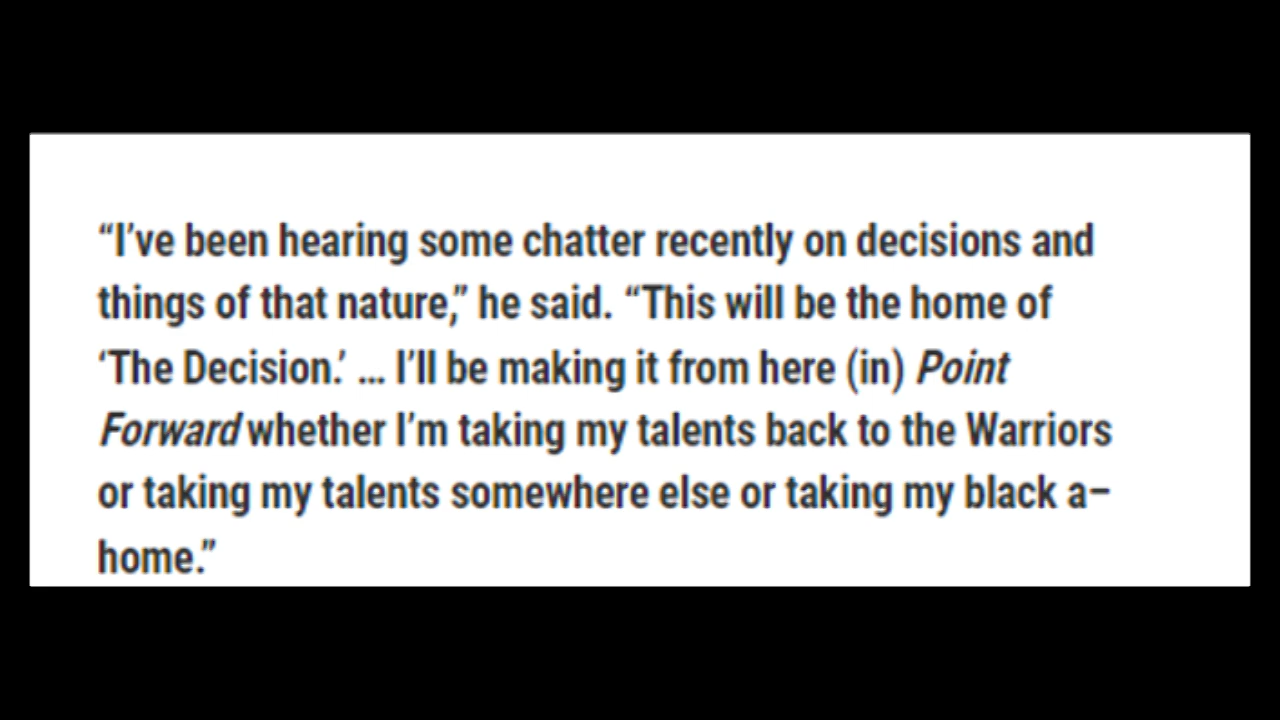 “I’ve been hearing some chatter recently on decisions and
things of that nature,” he said. “This will be the home of
‘The Decision.’ ... I’ll be making it from here (in) Point
Forward whether I’m taking my talents back to the Warriors
or taking my talents somewhere else or taking my black a–
home.”